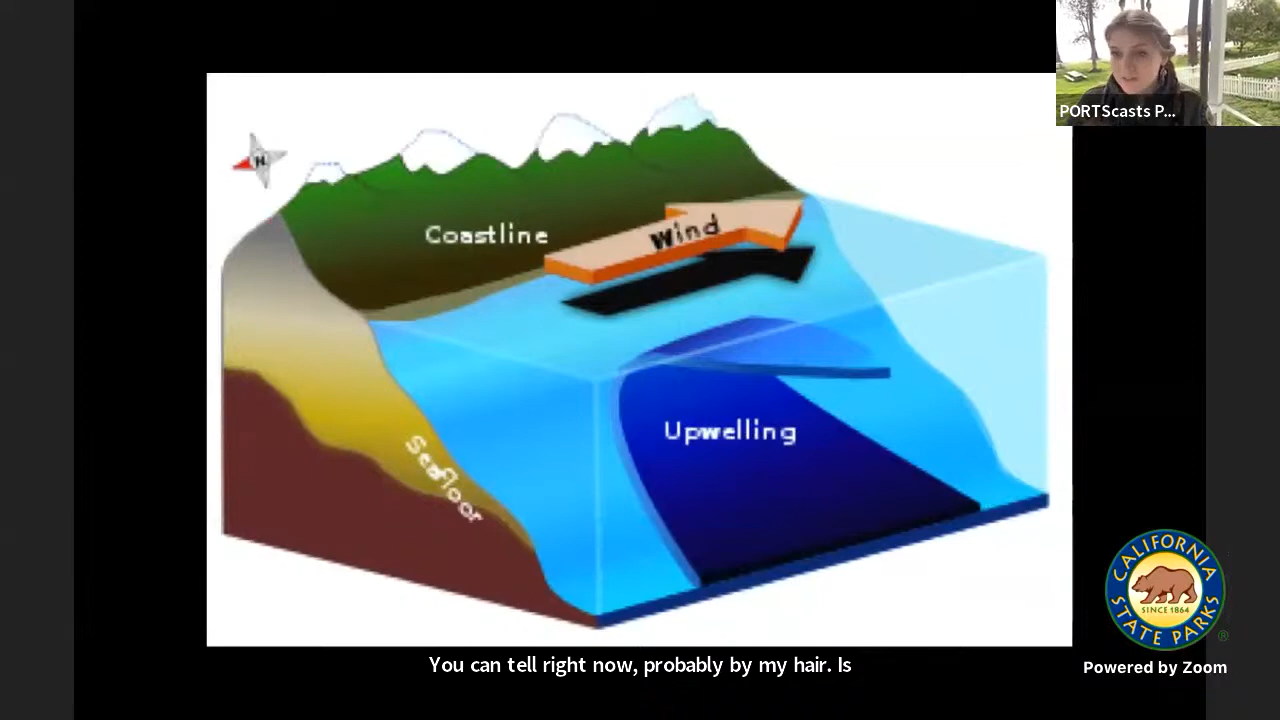 PORTScasts P...
N
Coastline
Wind
Upwelling
Seafloor
CALIFORNIA
STATE PARKS
SINCE 1864
®
You can tell right now, probably by my hair. Is
Powered by Zoom